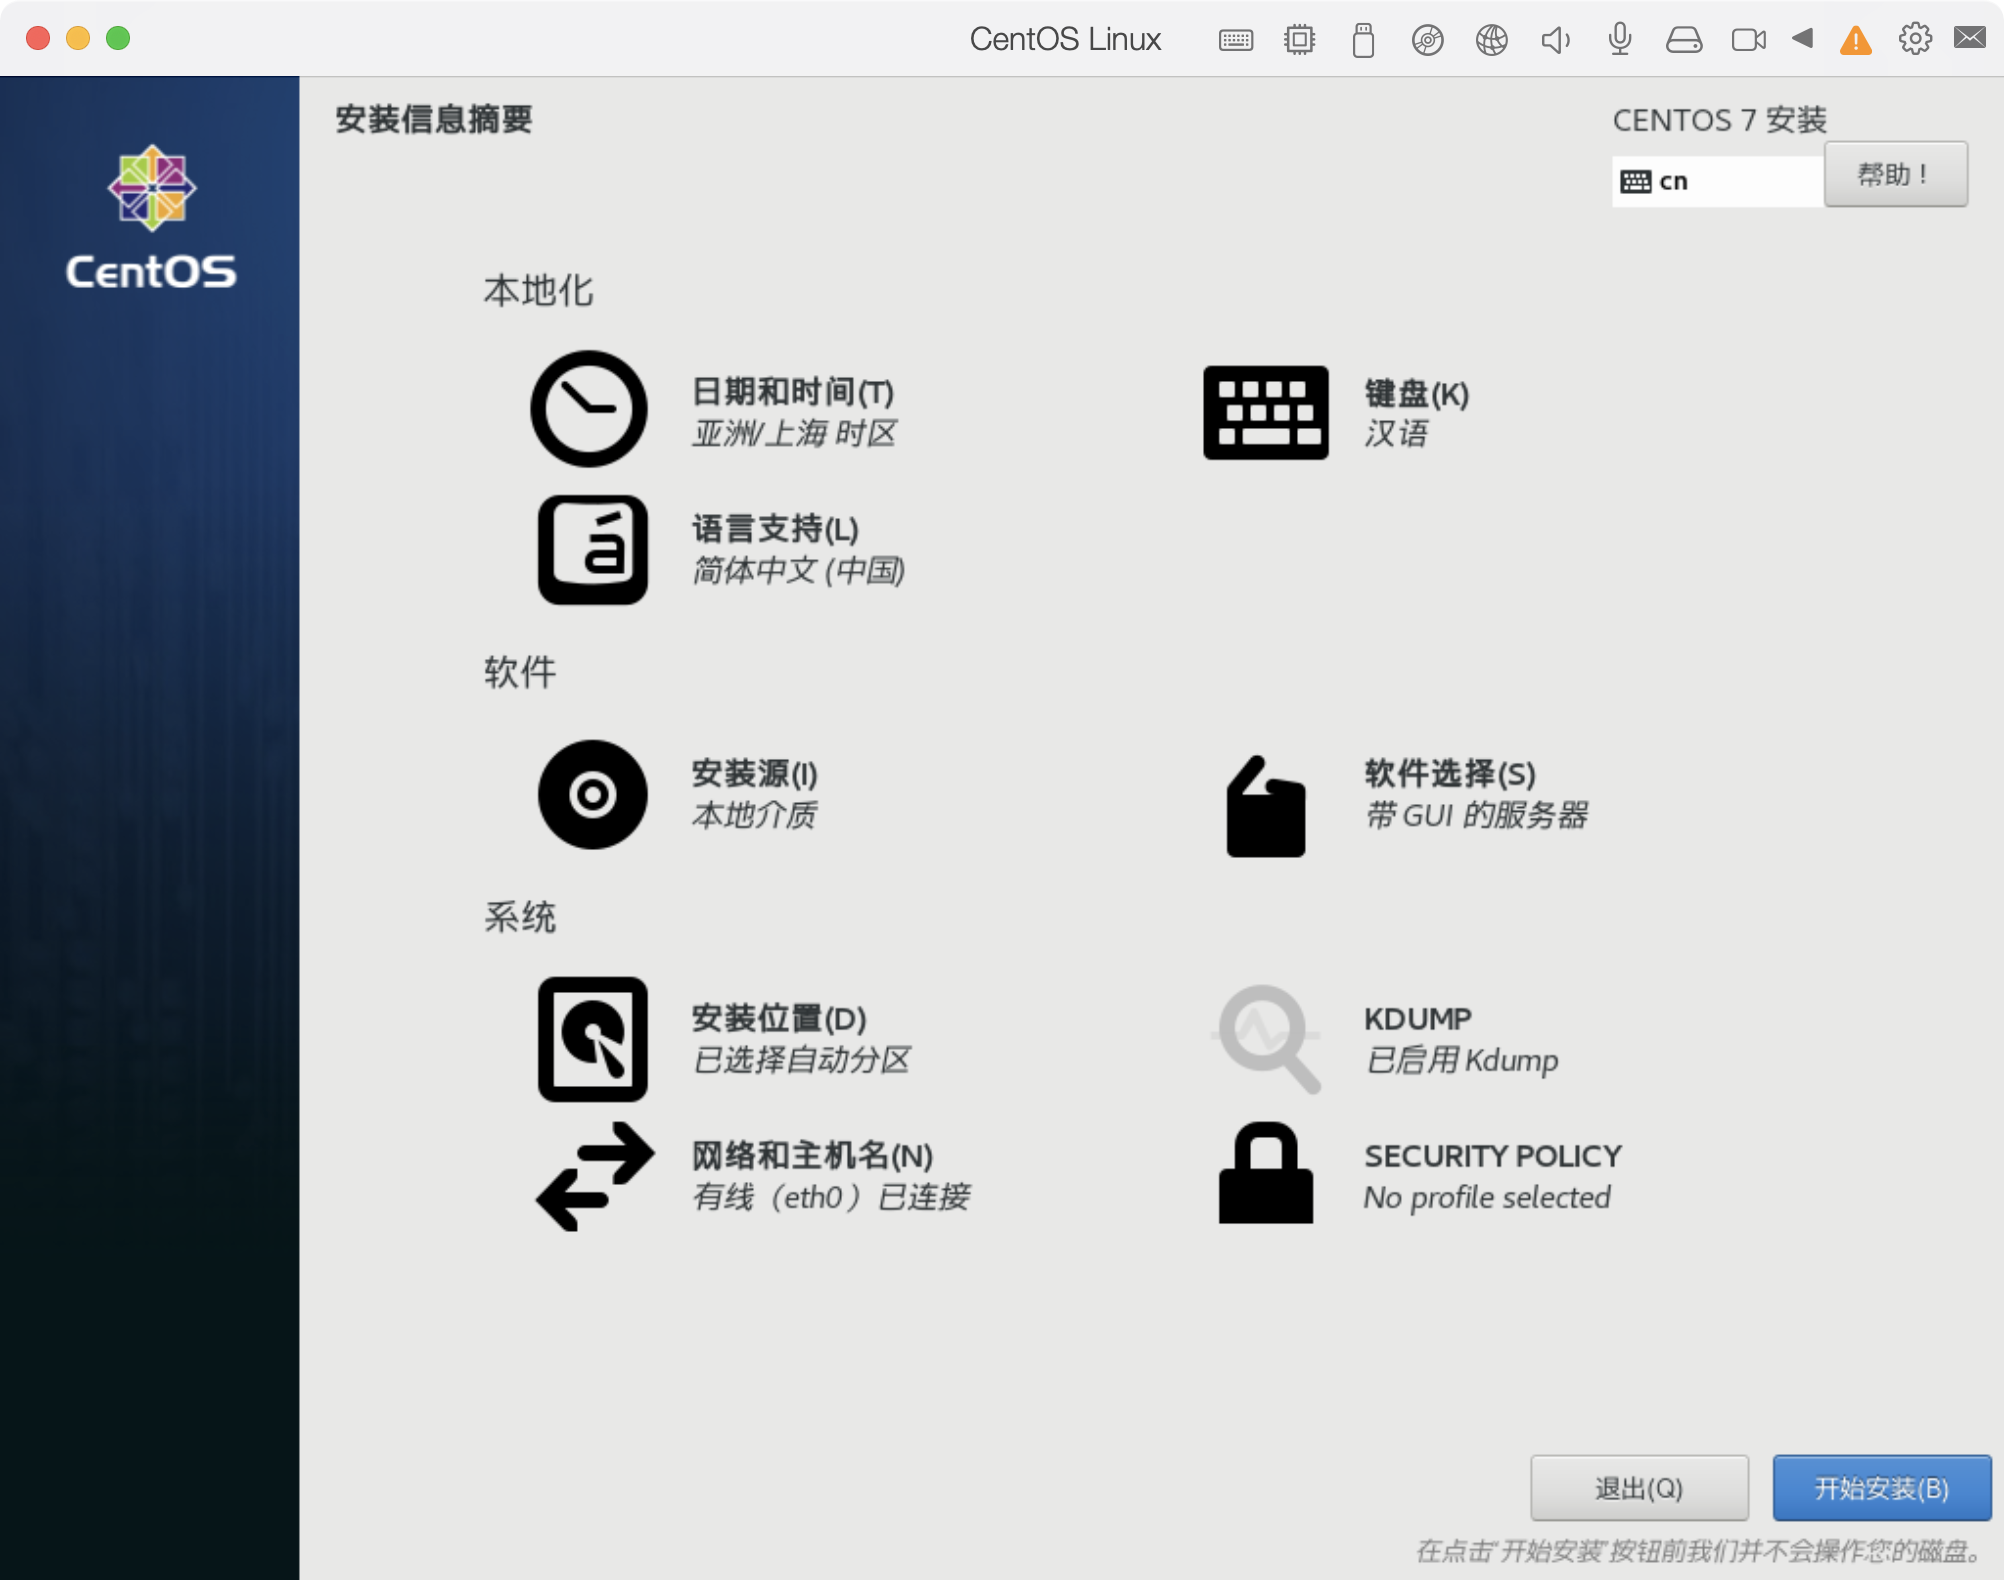 CentOS Linux
CentOS
安装信息摘要
CENTOS 7 安装
cn
帮助！
本地化
日期和时间(T)
亚洲/上海 时区
键盘(K)
汉语
语言支持(L)
简体中文 (中国)
软件
安装源(I)
本地介质
软件选择(S)
带 GUI 的服务器
系统
安装位置(D)
已选择自动分区
KDUMP
已启用 Kdump
网络和主机名(N)
有线（eth0）已连接
SECURITY POLICY
No profile selected
退出(Q)
开始安装(B)
在点击“开始安装”按钮前我们并不会操作您的磁盘。